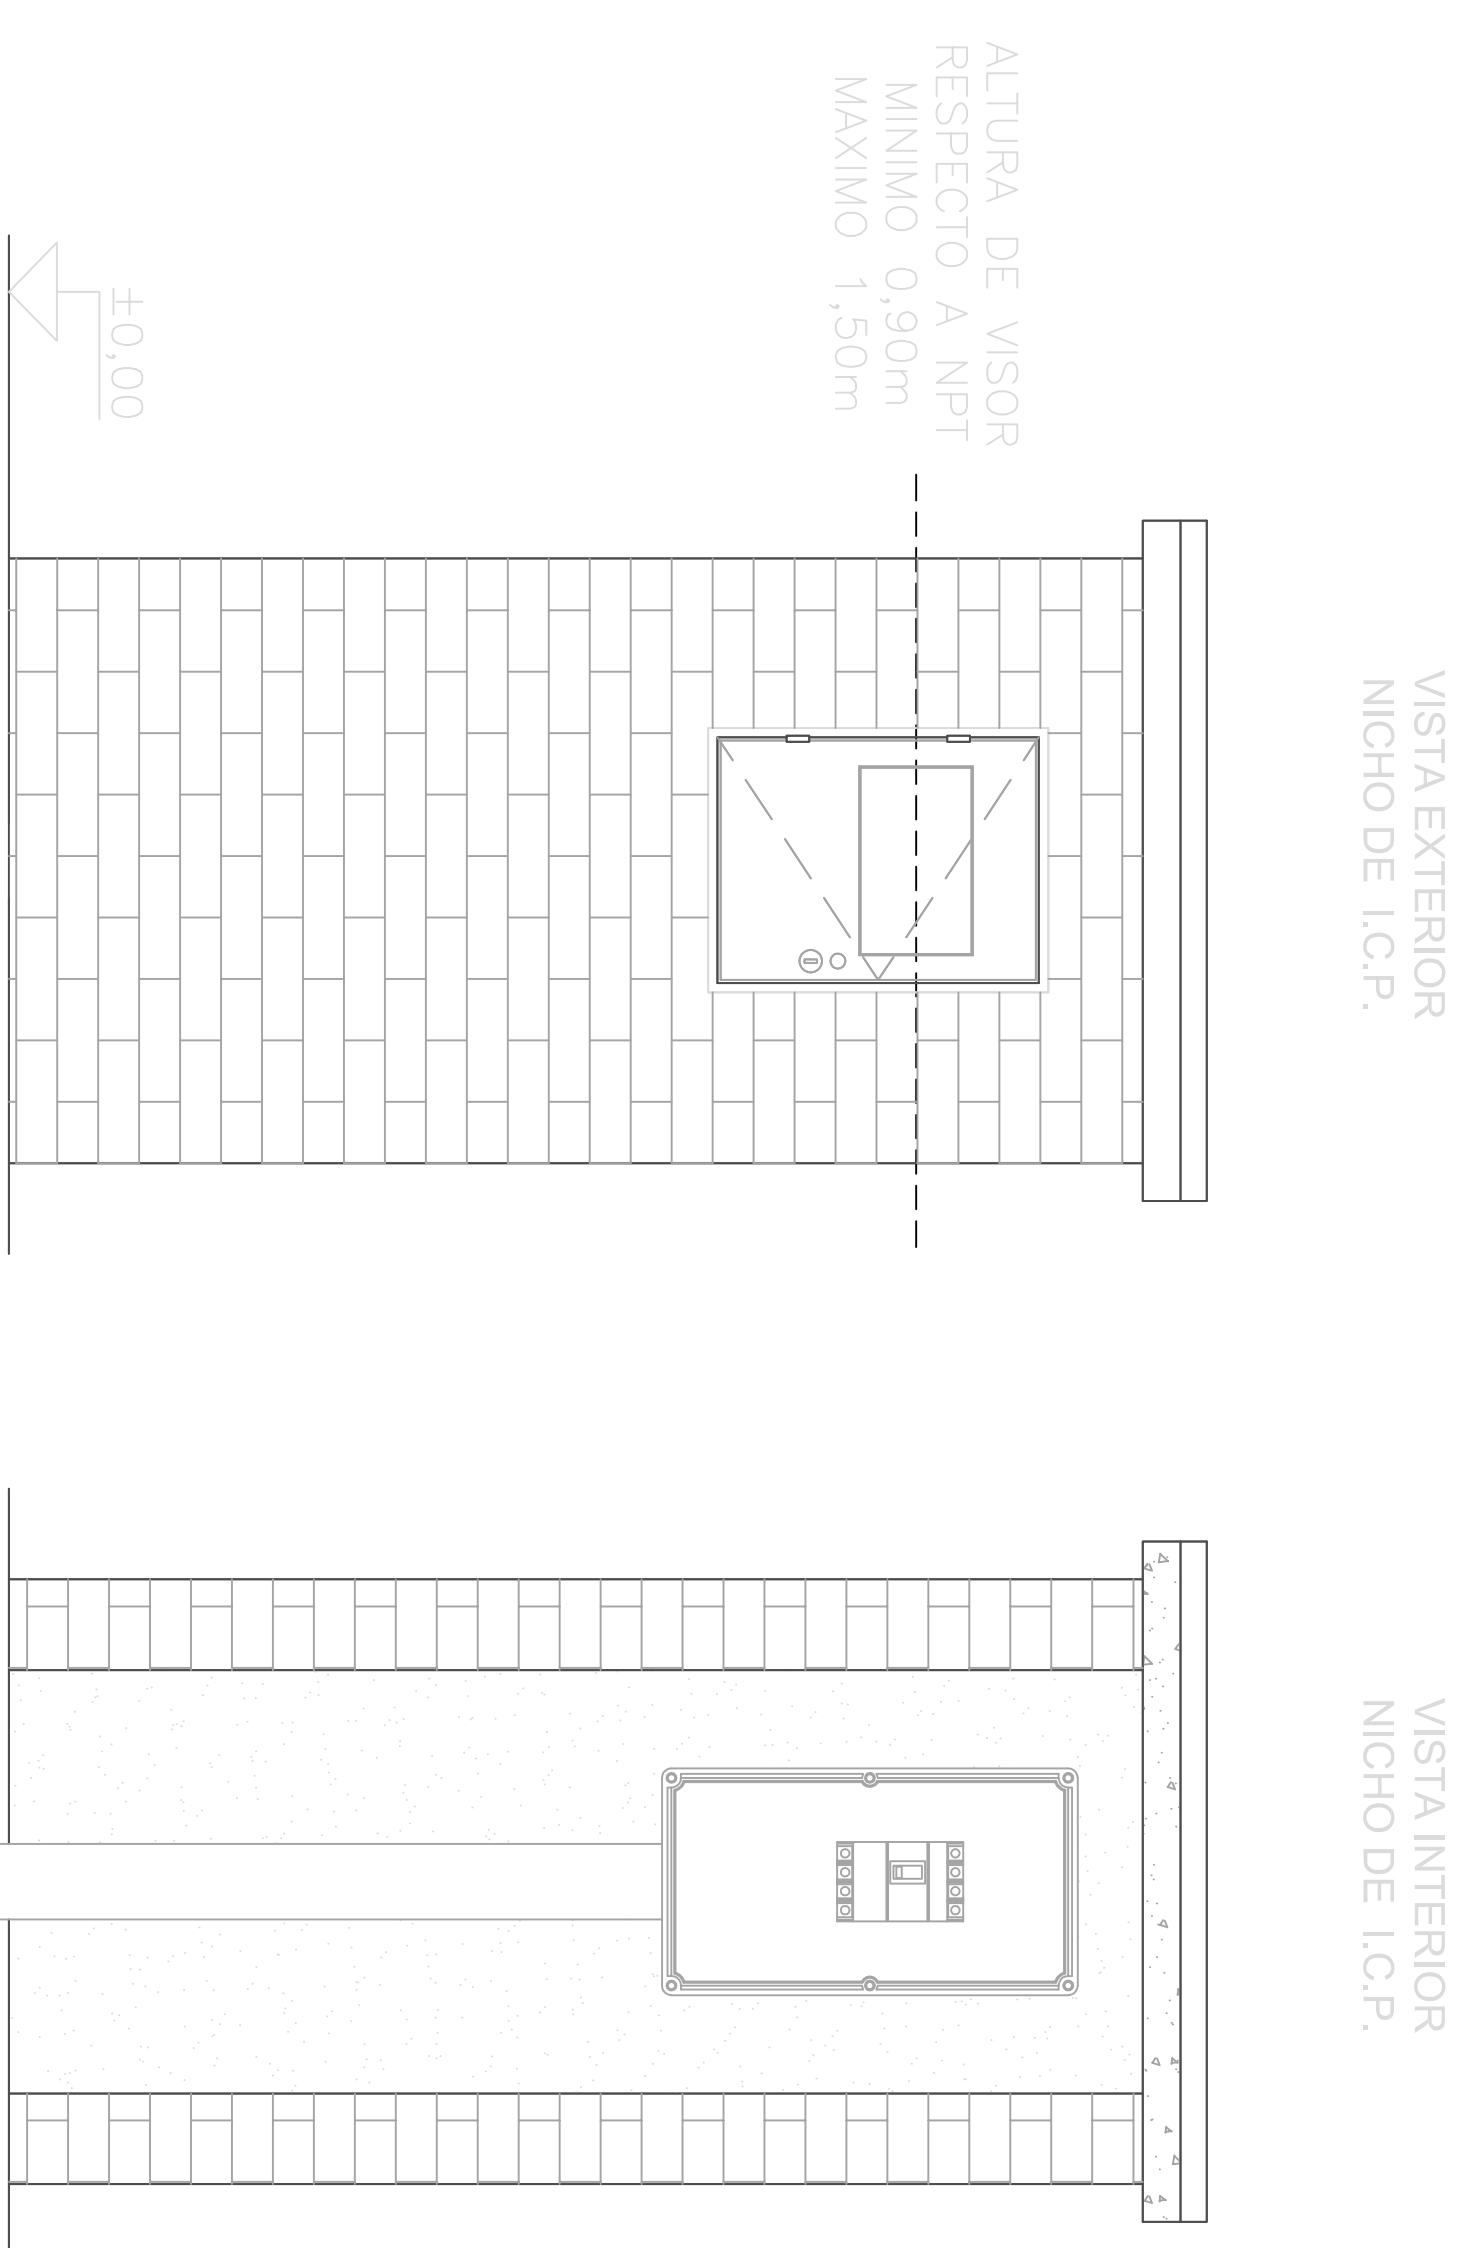 VISTA EXTERIOR
NICHO DE I.C.P.
ALTURA DE VISOR
RESPECTO A NPT
MINIMO 0,90m
MAXIMO 1,50m
±0,00
VISTA INTERIOR
NICHO DE I.C.P.